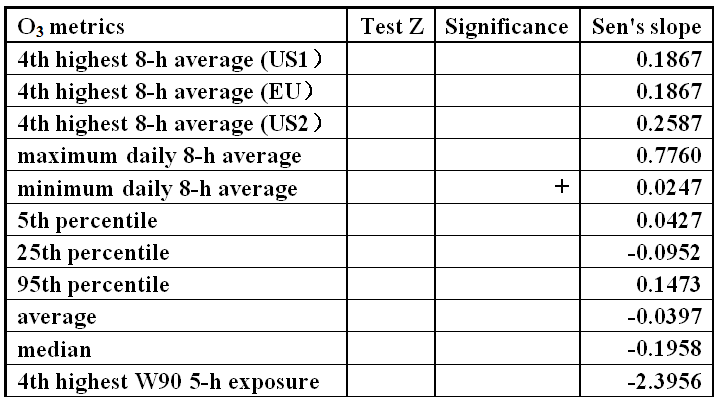 O₃ metrics Test Z Significance Sen's slope
4th highest 8-h average (US1） 0.1867
4th highest 8-h average (EU） 0.1867
4th highest 8-h average (US2） 0.2587
maximum daily 8-h average 0.7760
minimum daily 8-h average + 0.0247
5th percentile 0.0427
25th percentile -0.0952
95th percentile 0.1473
average -0.0397
median -0.1958
4th highest W90 5-h exposure -2.3956